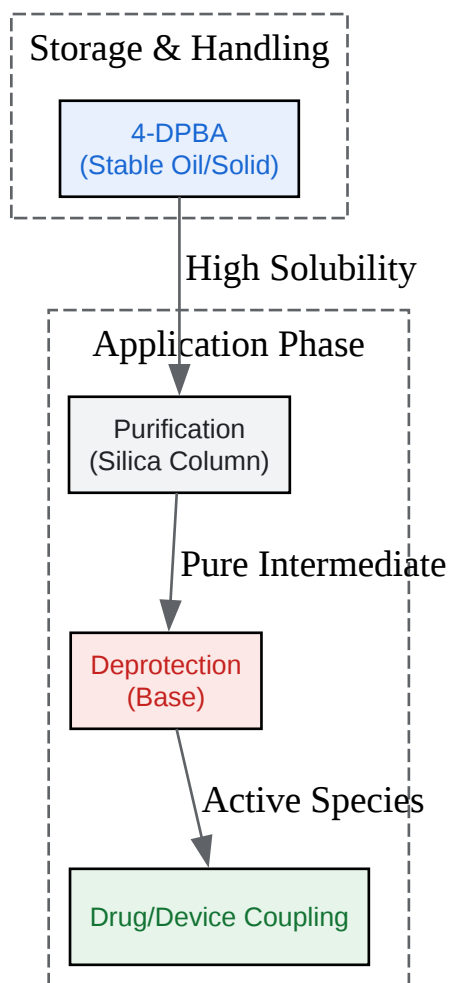 Storage & Handling
4-DPBA
(Stable Oil/Solid)
High Solubility
Application Phase
Purification
(Silica Column)
Pure Intermediate
Deprotection
(Base)
Active Species
Drug/Device Coupling